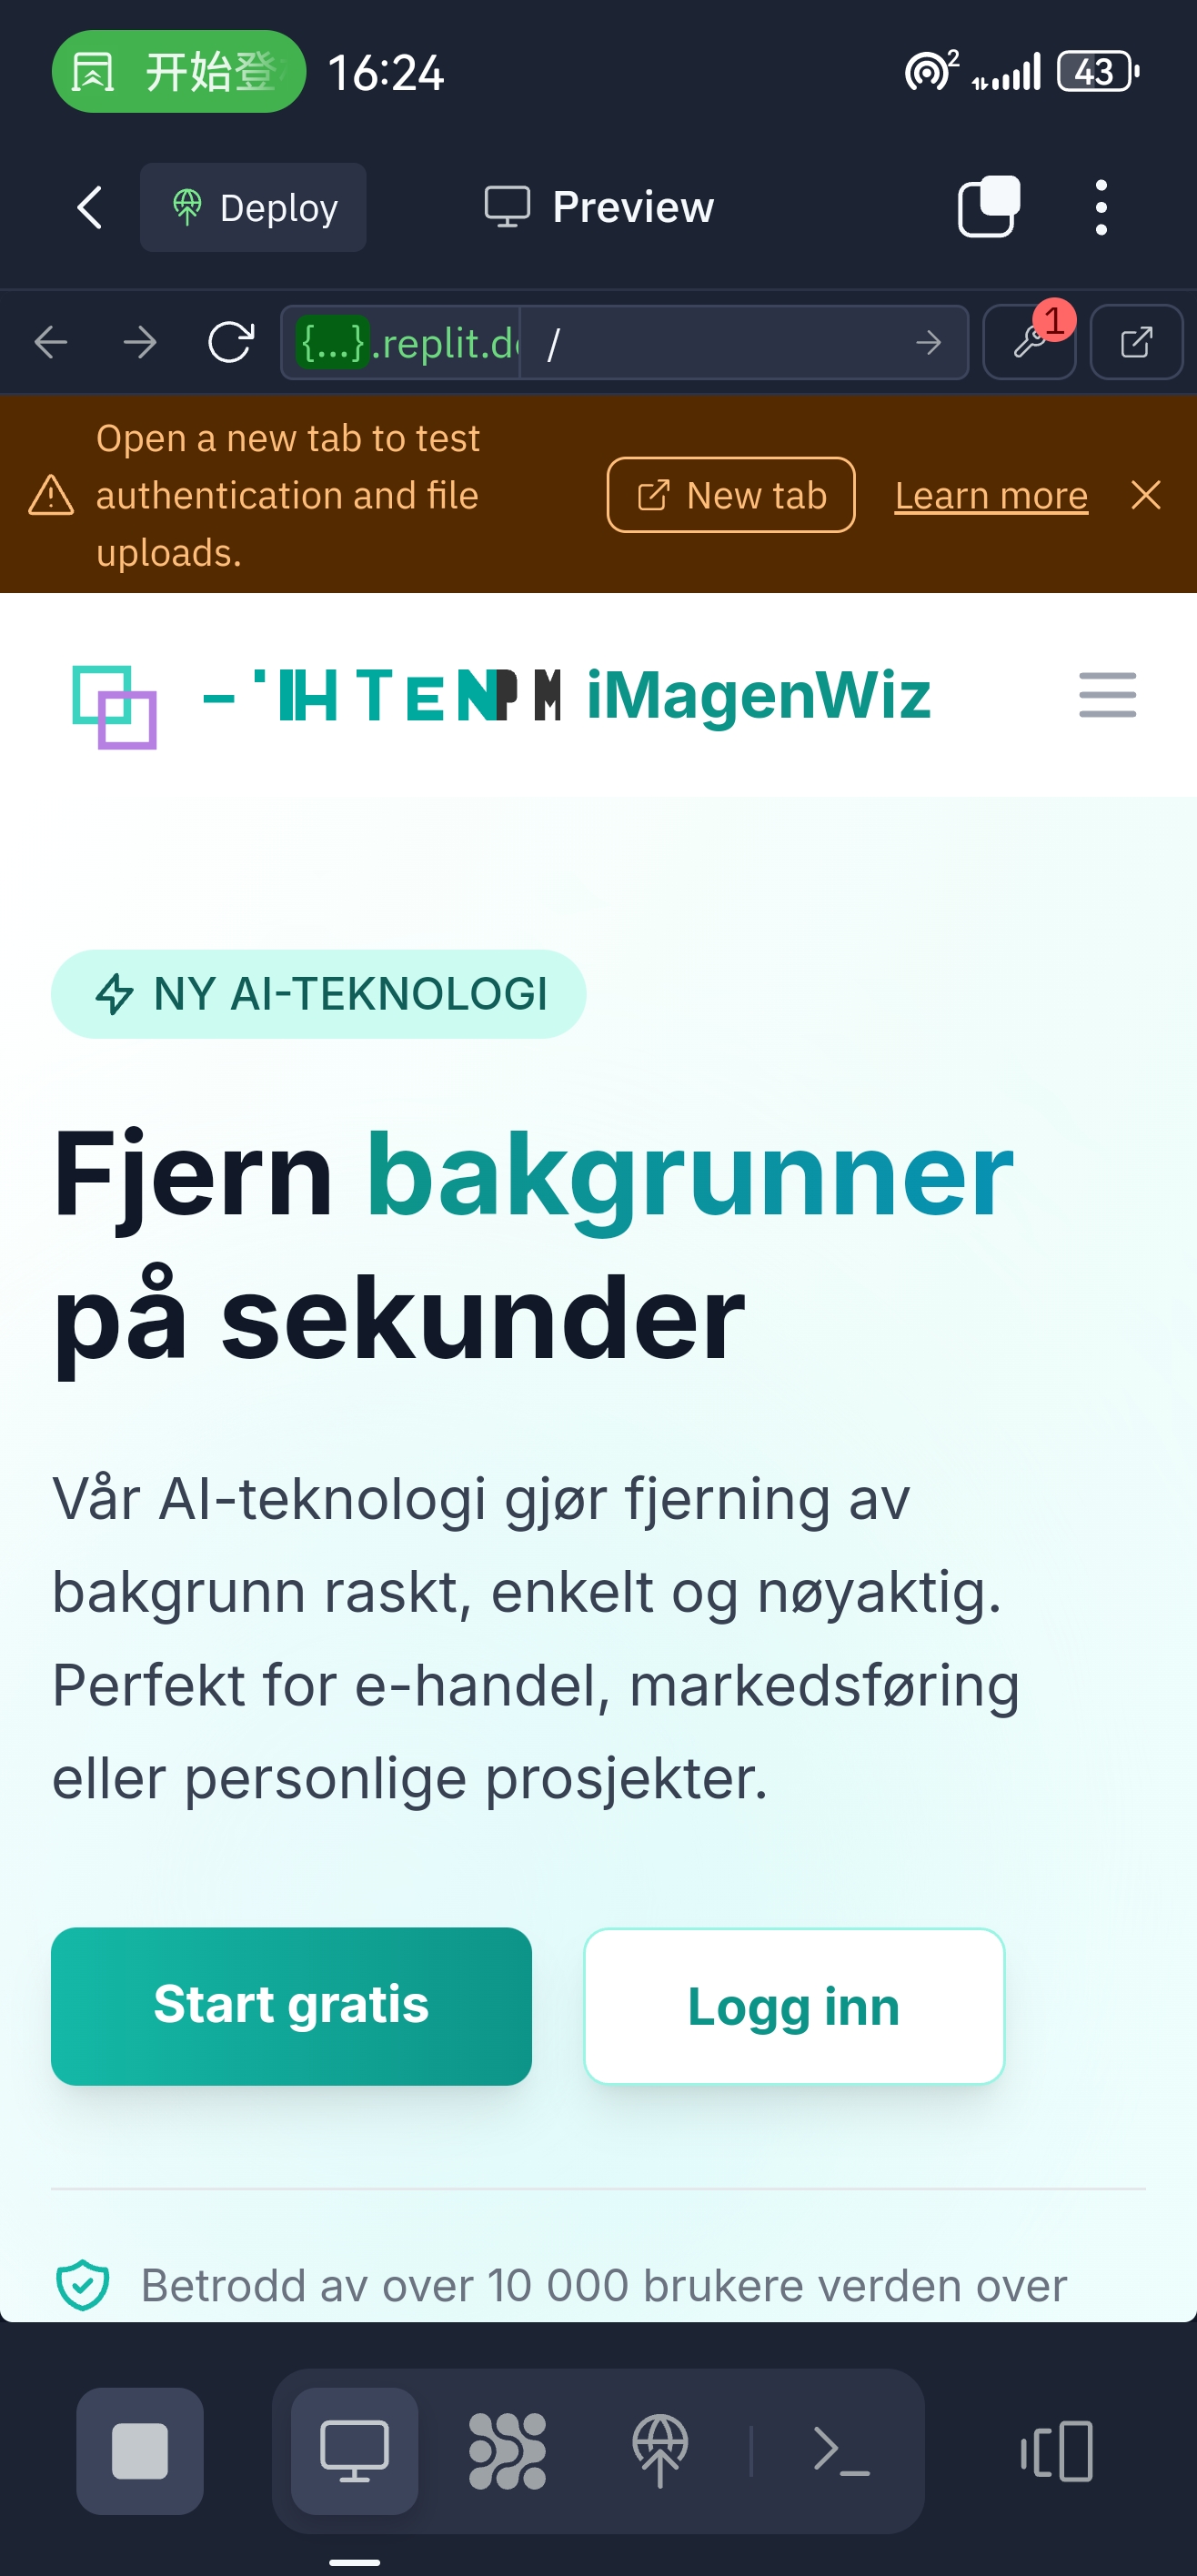 开始登
16:24
2
43
Deploy
Preview
{...}.replit.d
/
1
Open a new tab to test
authentication and file
uploads.
New tab
Learn more
iMagenWiz
NY AI-TEKNOLOGI
Fjern bakgrunner
på sekunder
Vår AI-teknologi gjør fjerning av
bakgrunn raskt, enkelt og nøyaktig.
Perfekt for e-handel, markedsføring
eller personlige prosjekter.
Start gratis
Logg inn
Betrodd av over 10 000 brukere verden over